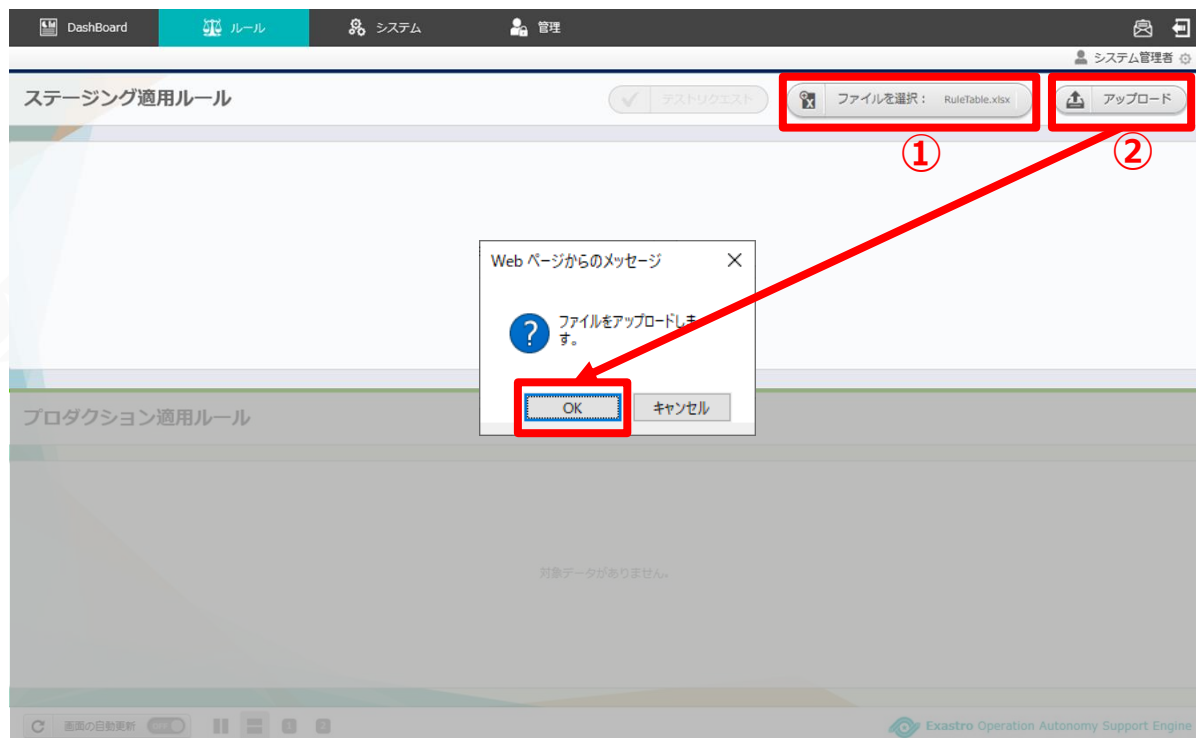 DashBoard ルール システム 管理
システム管理者
ステージング適用ルール テストリクエスト ファイルを選択： RuleTable.xlsx アップロード
① ②
Web ページからのメッセージ
ファイルをアップロードしま
す。
OK キャンセル
プロダクション適用ルール
対象データがありません。
画面の自動更新 OFF 1 2
Exastro Operation Autonomy Support Engine